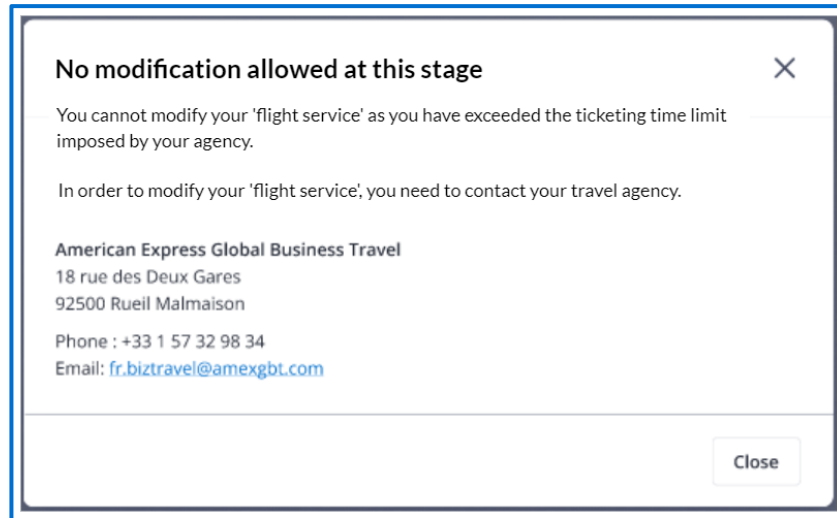 No modification allowed at this stage
You cannot modify your 'flight service' as you have exceeded the ticketing time limit
imposed by your agency.
In order to modify your 'flight service', you need to contact your travel agency.
American Express Global Business Travel
18 rue des Deux Gares
92500 Rueil Malmaison
Phone : +33 1 57 32 98 34
Email: fr.biztravel@amexgbt.com
Close